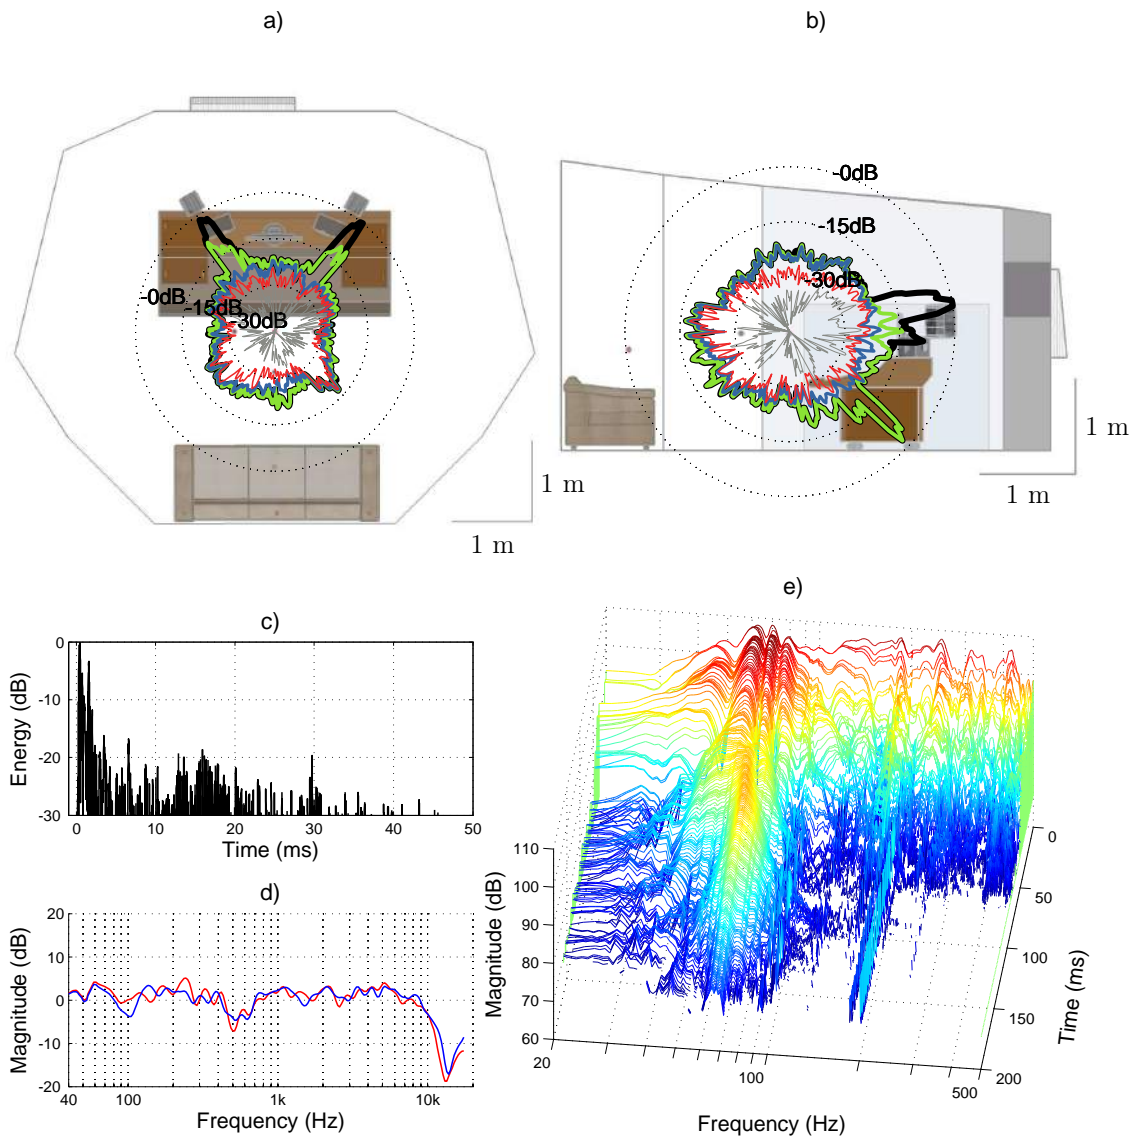 a)
b)
-0dB
-15dB
-30dB
1 m
1 m
-0dB
-15dB
-30dB
1 m
1 m
c)
0
-10
-20
-30
Energy (dB)
0 10 20 30 40 50
Time (ms)
d)
20
10
0
-10
-20
Magnitude (dB)
40 100 1k 10k
Frequency (Hz)
e)
110
100
90
80
70
60
Magnitude (dB)
20 100 500
Frequency (Hz)
0
50
100
150
200
Time (ms)